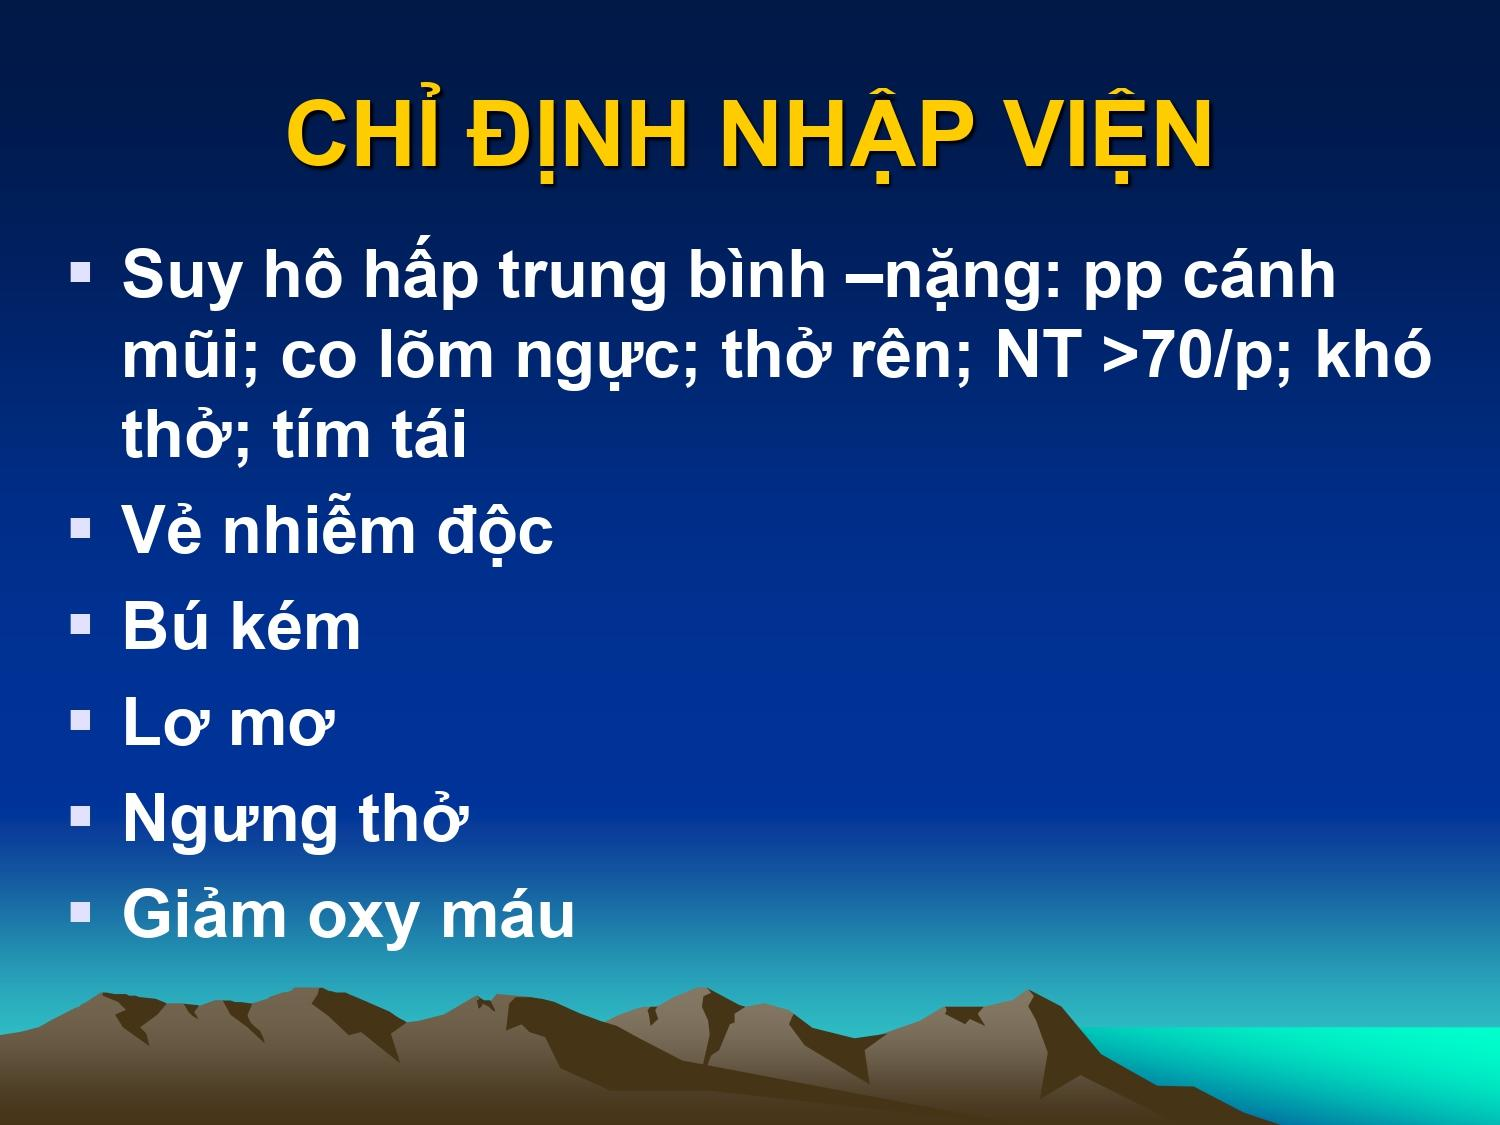 CHỈ ĐỊNH NHẬP VIỆN
Suy hô hấp trung bình –nặng: pp cánh
mũi; co lõm ngực; thở rên; NT >70/p; khó
thở; tím tái
Vẻ nhiễm độc
Bú kém
Lơ mơ
Ngưng thở
Giảm oxy máu